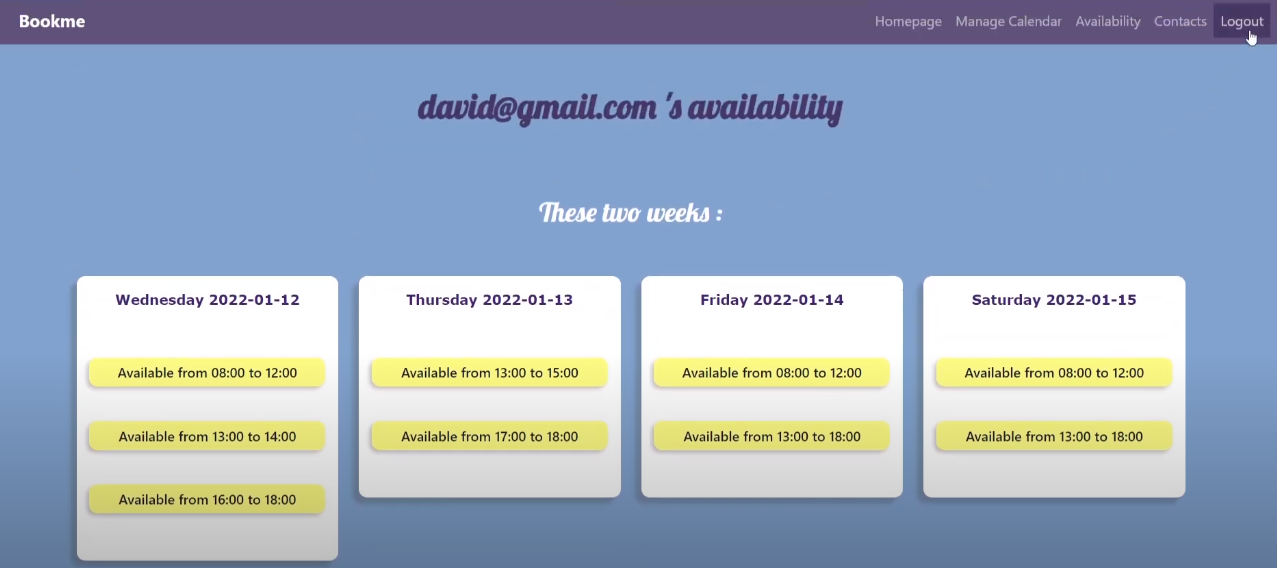 Bookme
Homepage Manage Calendar Availability Contacts Logout
david@gmail.com 's availability
These two weeks :
Wednesday 2022-01-12
Available from 08:00 to 12:00
Available from 13:00 to 14:00
Available from 16:00 to 18:00
Thursday 2022-01-13
Available from 13:00 to 15:00
Available from 17:00 to 18:00
Friday 2022-01-14
Available from 08:00 to 12:00
Available from 13:00 to 18:00
Saturday 2022-01-15
Available from 08:00 to 12:00
Available from 13:00 to 18:00